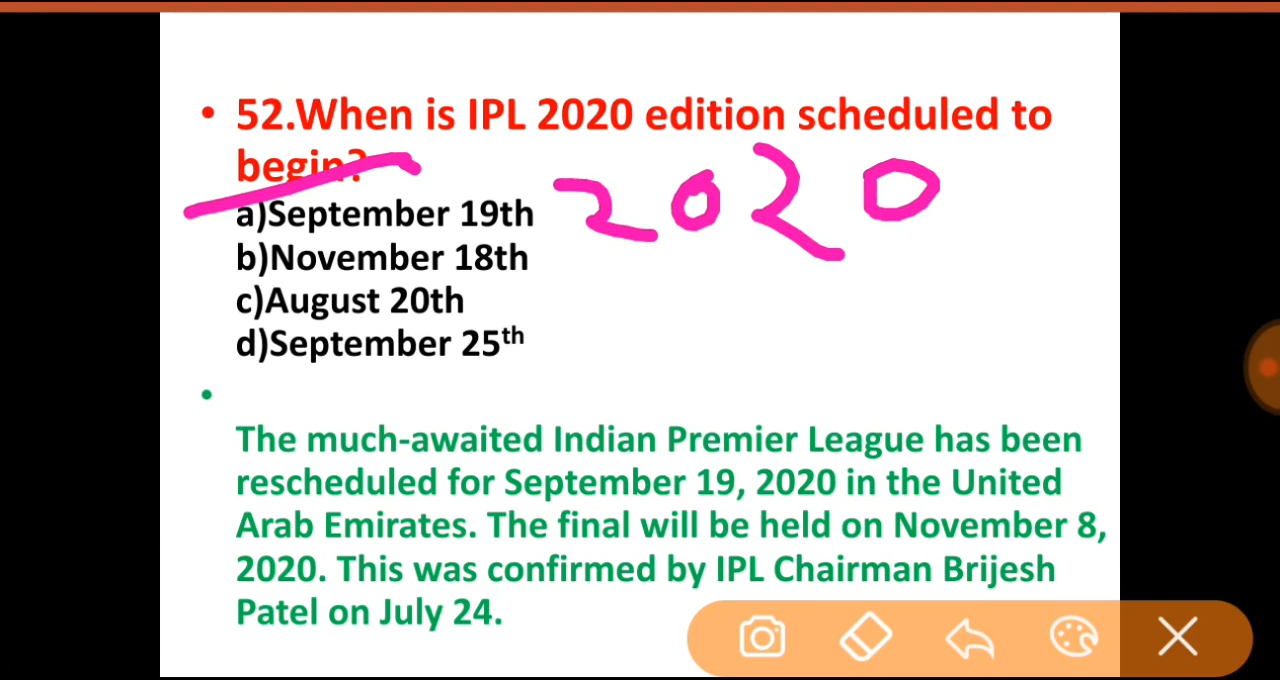 • 52.When is IPL 2020 edition scheduled to
begin?
a)September 19th
2020
b)November 18th
c)August 20th
d)September 25th
•
The much-awaited Indian Premier League has been
rescheduled for September 19, 2020 in the United
Arab Emirates. The final will be held on November 8,
2020. This was confirmed by IPL Chairman Brijesh
Patel on July 24.